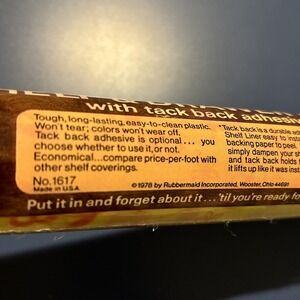 with tack back adhesi
Tough, long-lasting, easy-to-clean plastic.
Won't tear; colors won't wear off.
Tack back adhesive is optional... you
choose whether to use it, or not.
Economical...compare price-per-foot with
other shelf coverings.
No. 1617
Made in U.S.A.
*Tack back is a durable a
Shelf Liner easy to inst
backing paper to peel.
simply dampen your sh
and tack back holds
it lifts up like it was inst
©1978 by Rubbermaid Incorporated, Wooster, Ohio 44691
Put it in and forget about it... 'til you're ready fo